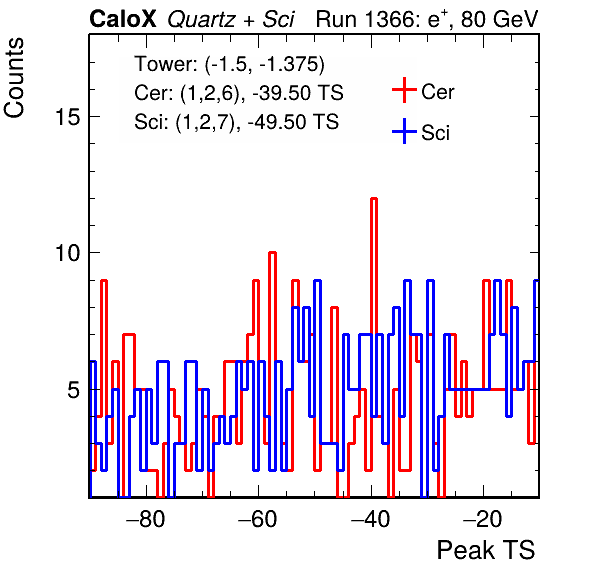 CaloX Quartz + Sci Run 1366: e+, 80 GeV
Counts
Tower: (-1.5, -1.375)
Cer: (1,2,6), -39.50 TS
Sci: (1,2,7), -49.50 TS
Cer
Sci
15
10
5
−80 −60 −40 −20
Peak TS